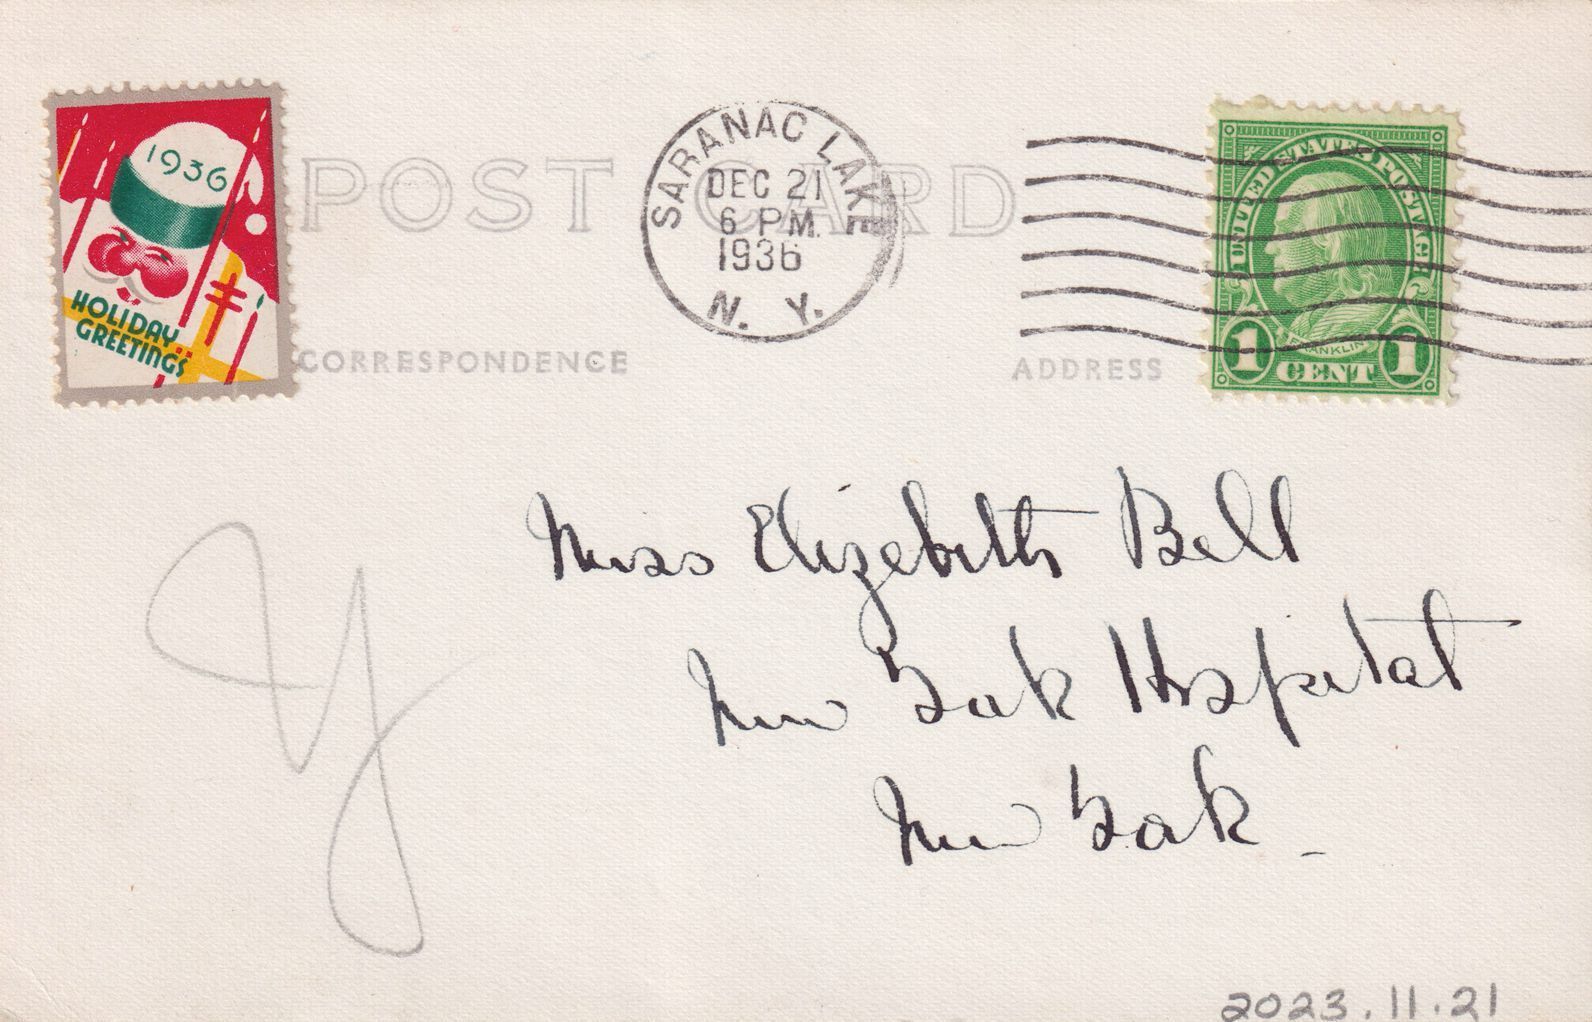 1936
HOLIDAY
GREETINGS
POST CARD
SARANAC LAKE
DEC 21
6 PM.
1936
N. Y.
UNITED STATES POSTAGE
FRANKLIN
1 CENT 1
CORRESPONDENCE
ADDRESS
Miss Elizabeth Bell
New York Hospital
New York
2023.11.21